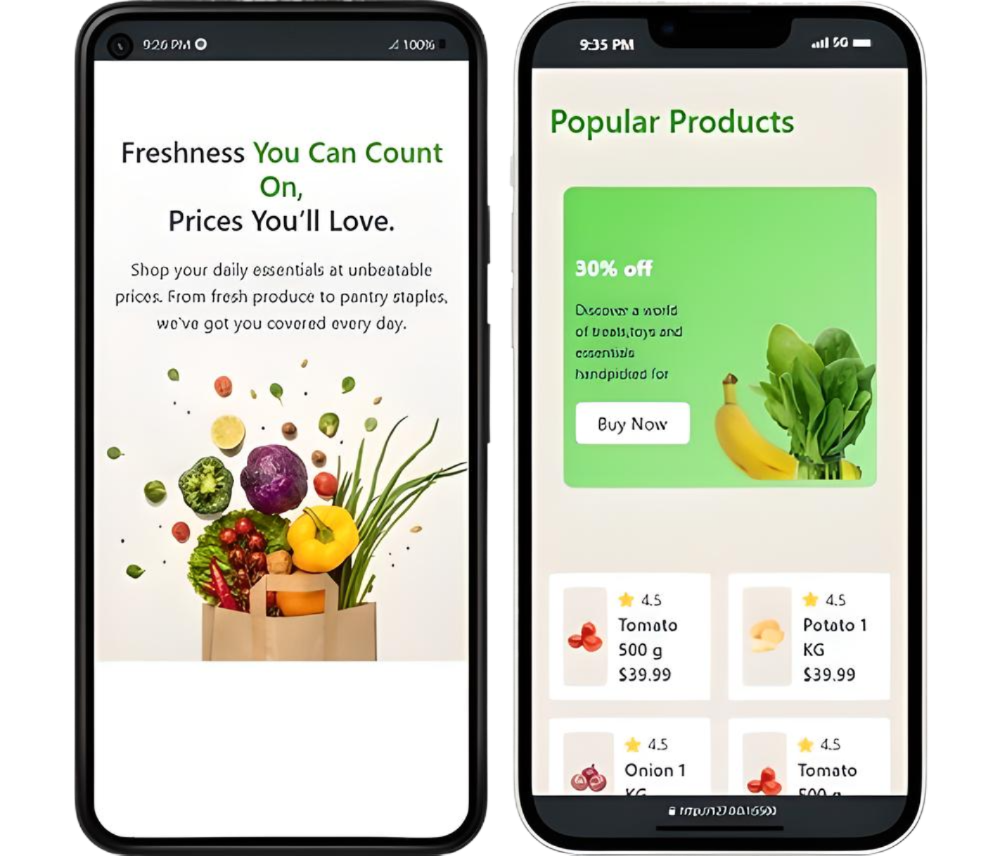 9:26 PM
100%
Freshness You Can Count
On,
Prices You'll Love.
Shop your daily essentials at unbeatable
prices. From fresh produce to pantry staples,
we've got you covered every day.
9:35 PM
5G
Popular Products
30% off
Discover a world
of treats,toys and
essentials
handpicked for
Buy Now
4.5
Tomato
500 g
$39.99
4.5
Potato 1
KG
$39.99
4.5
Onion 1
KG
4.5
Tomato
500 g